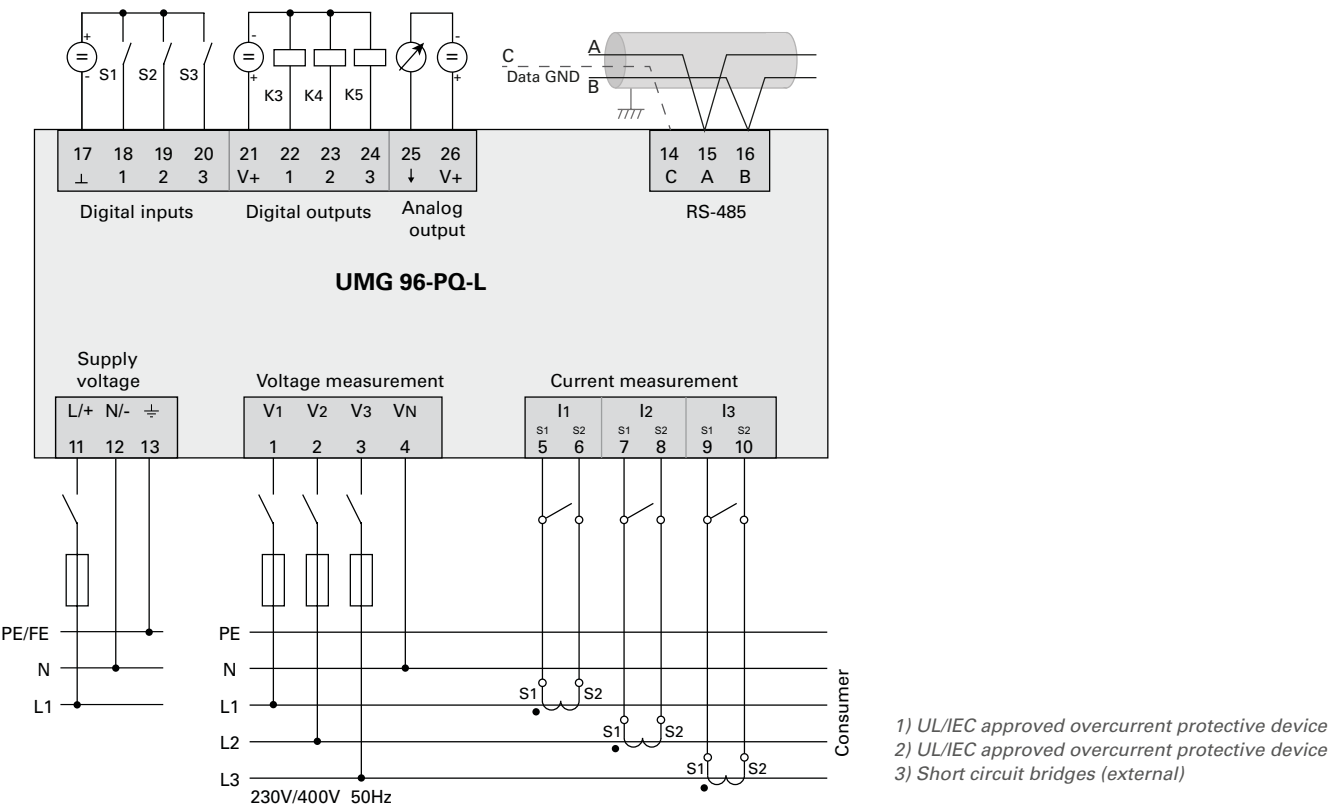 + - + -
S1 S2 S3
- + - +
K3 K4 K5
C
Data GND
A
B
17 18 19 20 21 22 23 24 25 26
⊥ 1 2 3 V+ 1 2 3 ↓ V+
Digital inputs
Digital outputs
Analog
output
14 15 16
C A B
RS-485
UMG 96-PQ-L
Supply
voltage
L/+ N/-
11 12 13
Voltage measurement
V1 V2 V3 VN
1 2 3 4
Current measurement
I1 I2 I3
S1 S2 S1 S2 S1 S2
5 6 7 8 9 10
PE/FE
N
L1
PE
N
L1
L2
L3
S1 S2
S1 S2
S1 S2
Consumer
230V/400V 50Hz
1) UL/IEC approved overcurrent protective device
2) UL/IEC approved overcurrent protective device
3) Short circuit bridges (external)